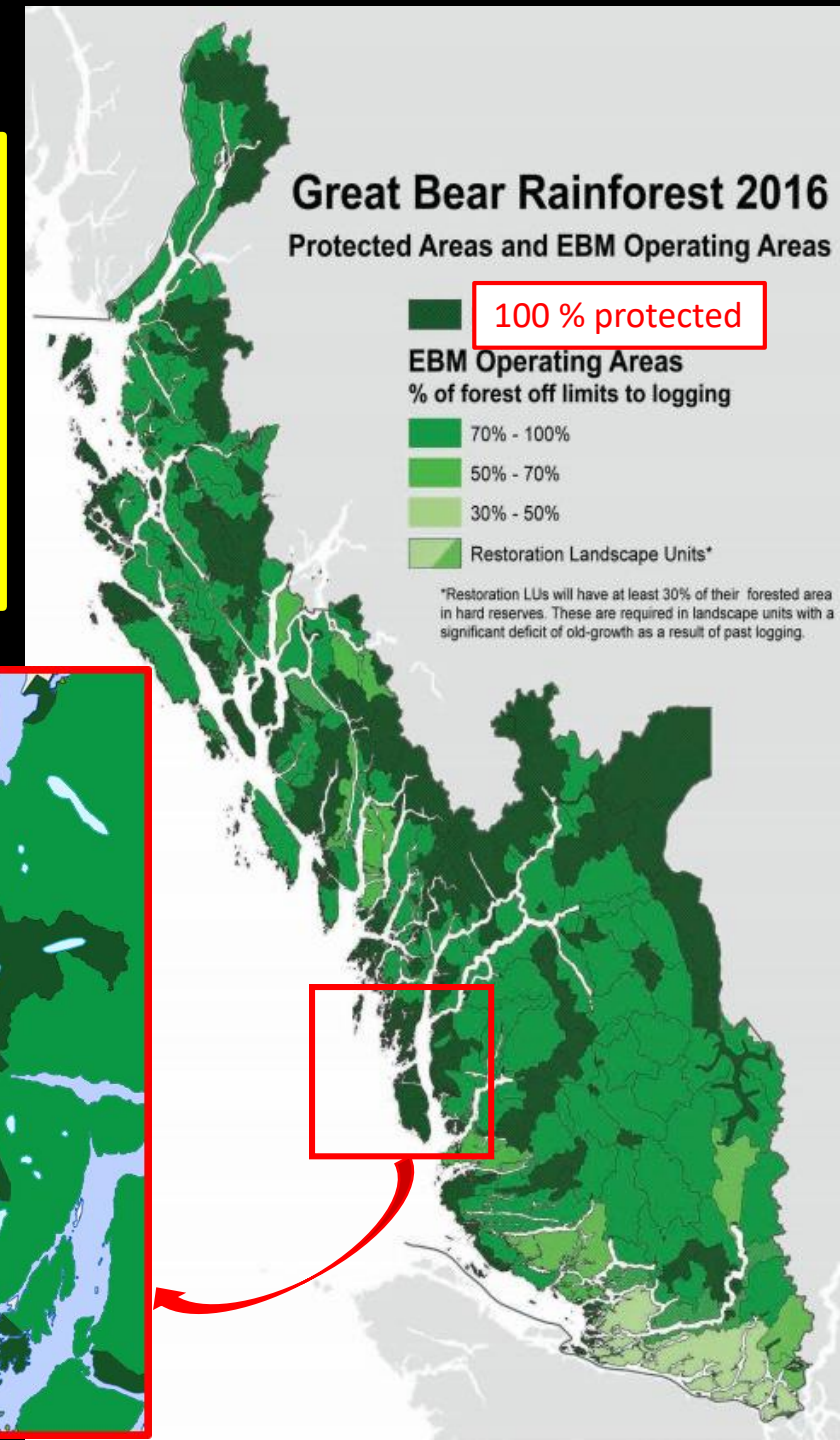 Great Bear Rainforest 2016
Protected Areas and EBM Operating Areas
100 % protected
EBM Operating Areas
% of forest off limits to logging
70% - 100%
50% - 70%
30% - 50%
Restoration Landscape Units*
*Restoration LUs will have at least 30% of their forested area
in hard reserves. These are required in landscape units with a
significant deficit of old-growth as a result of past logging.